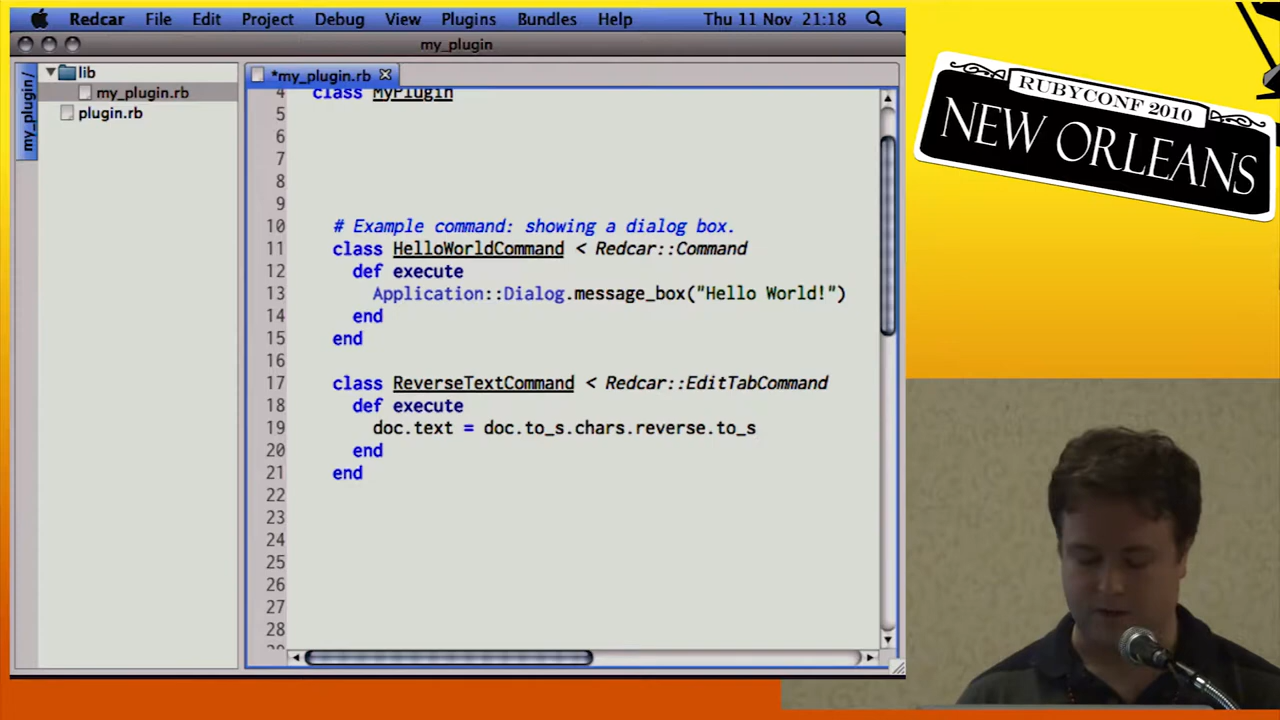 Redcar File Edit Project Debug View Plugins Bundles Help Thu 11 Nov 21:18
my_plugin
my_plugin/
lib
my_plugin.rb
plugin.rb
*my_plugin.rb
4 class MyPlugin
5
6
7
8
9
10 # Example command: showing a dialog box.
11 class HelloWorldCommand < Redcar::Command
12 def execute
13 Application::Dialog.message_box("Hello World!")
14 end
15 end
16
17 class ReverseTextCommand < Redcar::EditTabCommand
18 def execute
19 doc.text = doc.to_s.chars.reverse.to_s
20 end
21 end
22
23
24
25
26
27
28
RUBYCONF 2010
NEW ORLEANS